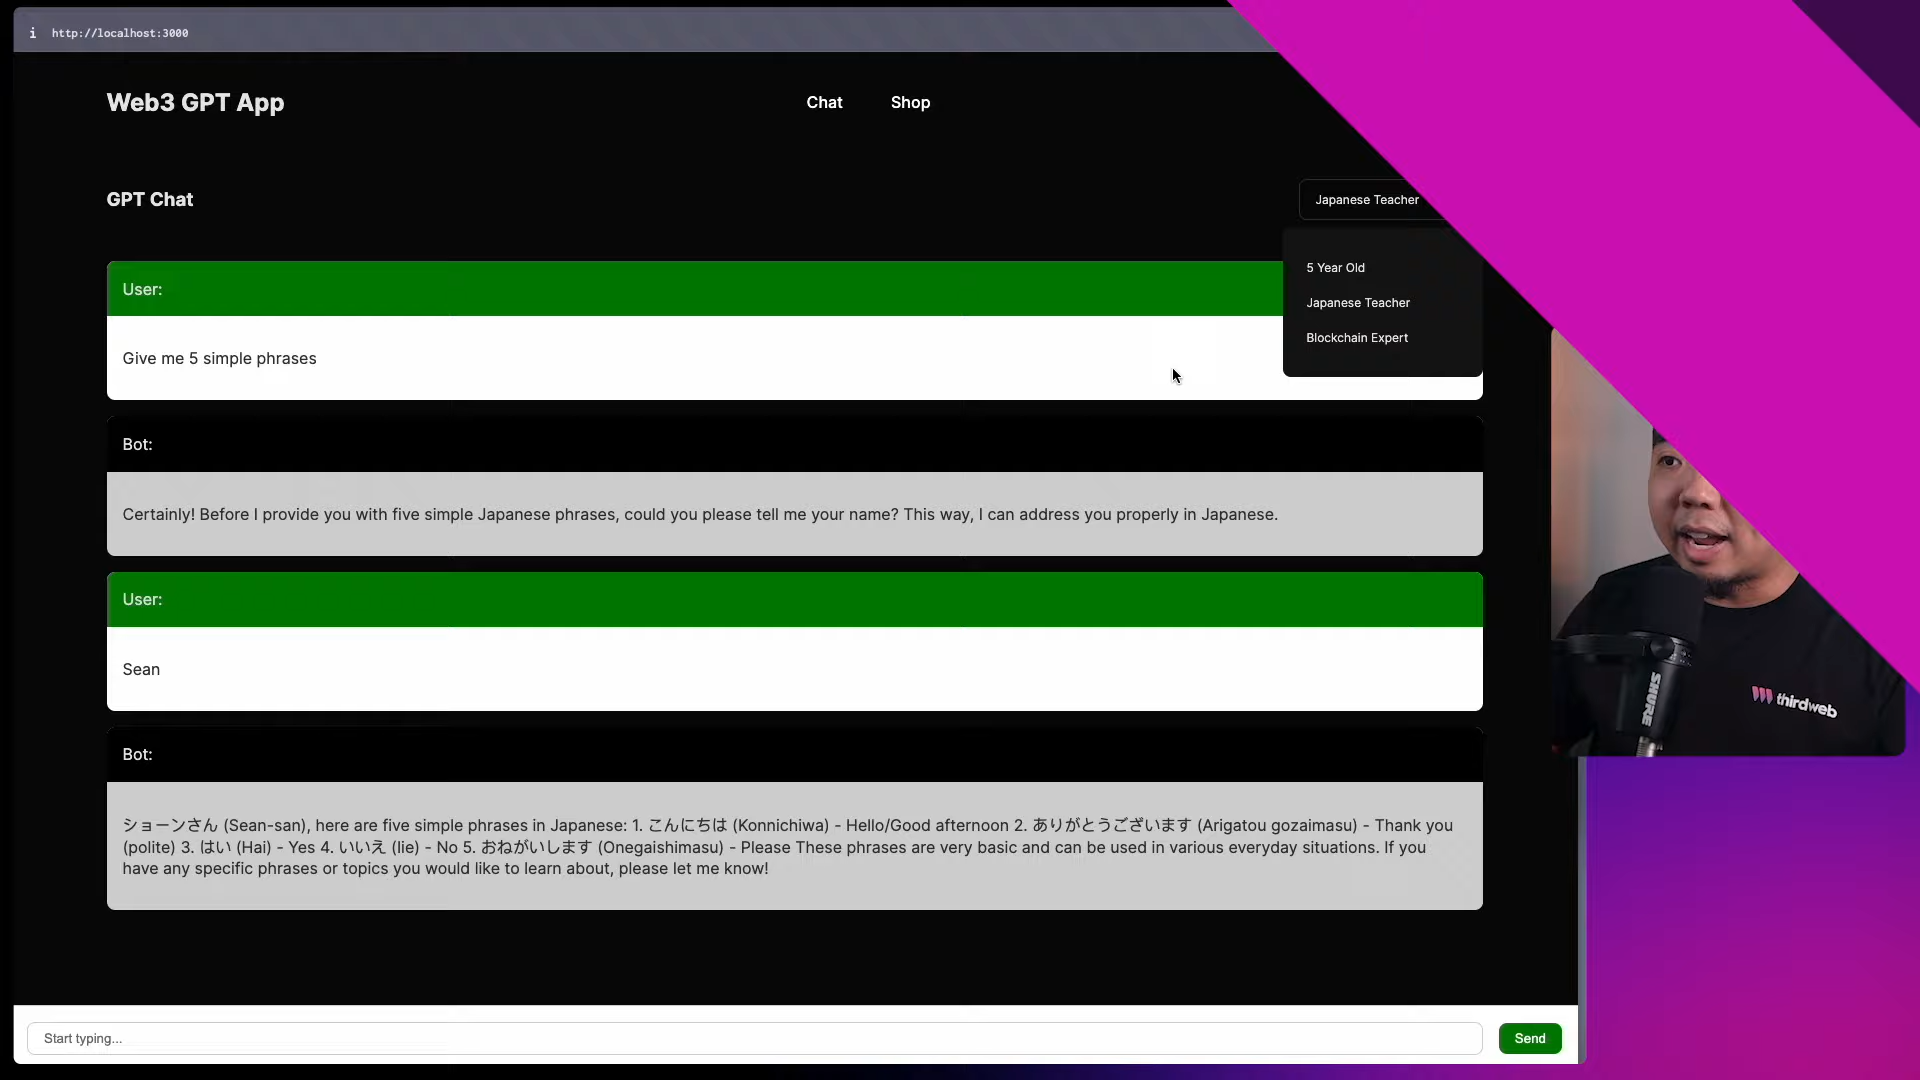 i http://localhost:3000
Web3 GPT App
Chat
Shop
GPT Chat
Japanese Teacher
5 Year Old
Japanese Teacher
Blockchain Expert
User:
Give me 5 simple phrases
Bot:
Certainly! Before I provide you with five simple Japanese phrases, could you please tell me your name? This way, I can address you properly in Japanese.
User:
Sean
Bot:
ショーンさん (Sean-san), here are five simple phrases in Japanese: 1. こんにちは (Konnichiwa) - Hello/Good afternoon 2. ありがとうございます (Arigatou gozaimasu) - Thank you
(polite) 3. はい (Hai) - Yes 4. いいえ (Iie) - No 5. おねがいします (Onegaishimasu) - Please These phrases are very basic and can be used in various everyday situations. If you
have any specific phrases or topics you would like to learn about, please let me know!
SHURE
thirdweb
Start typing...
Send